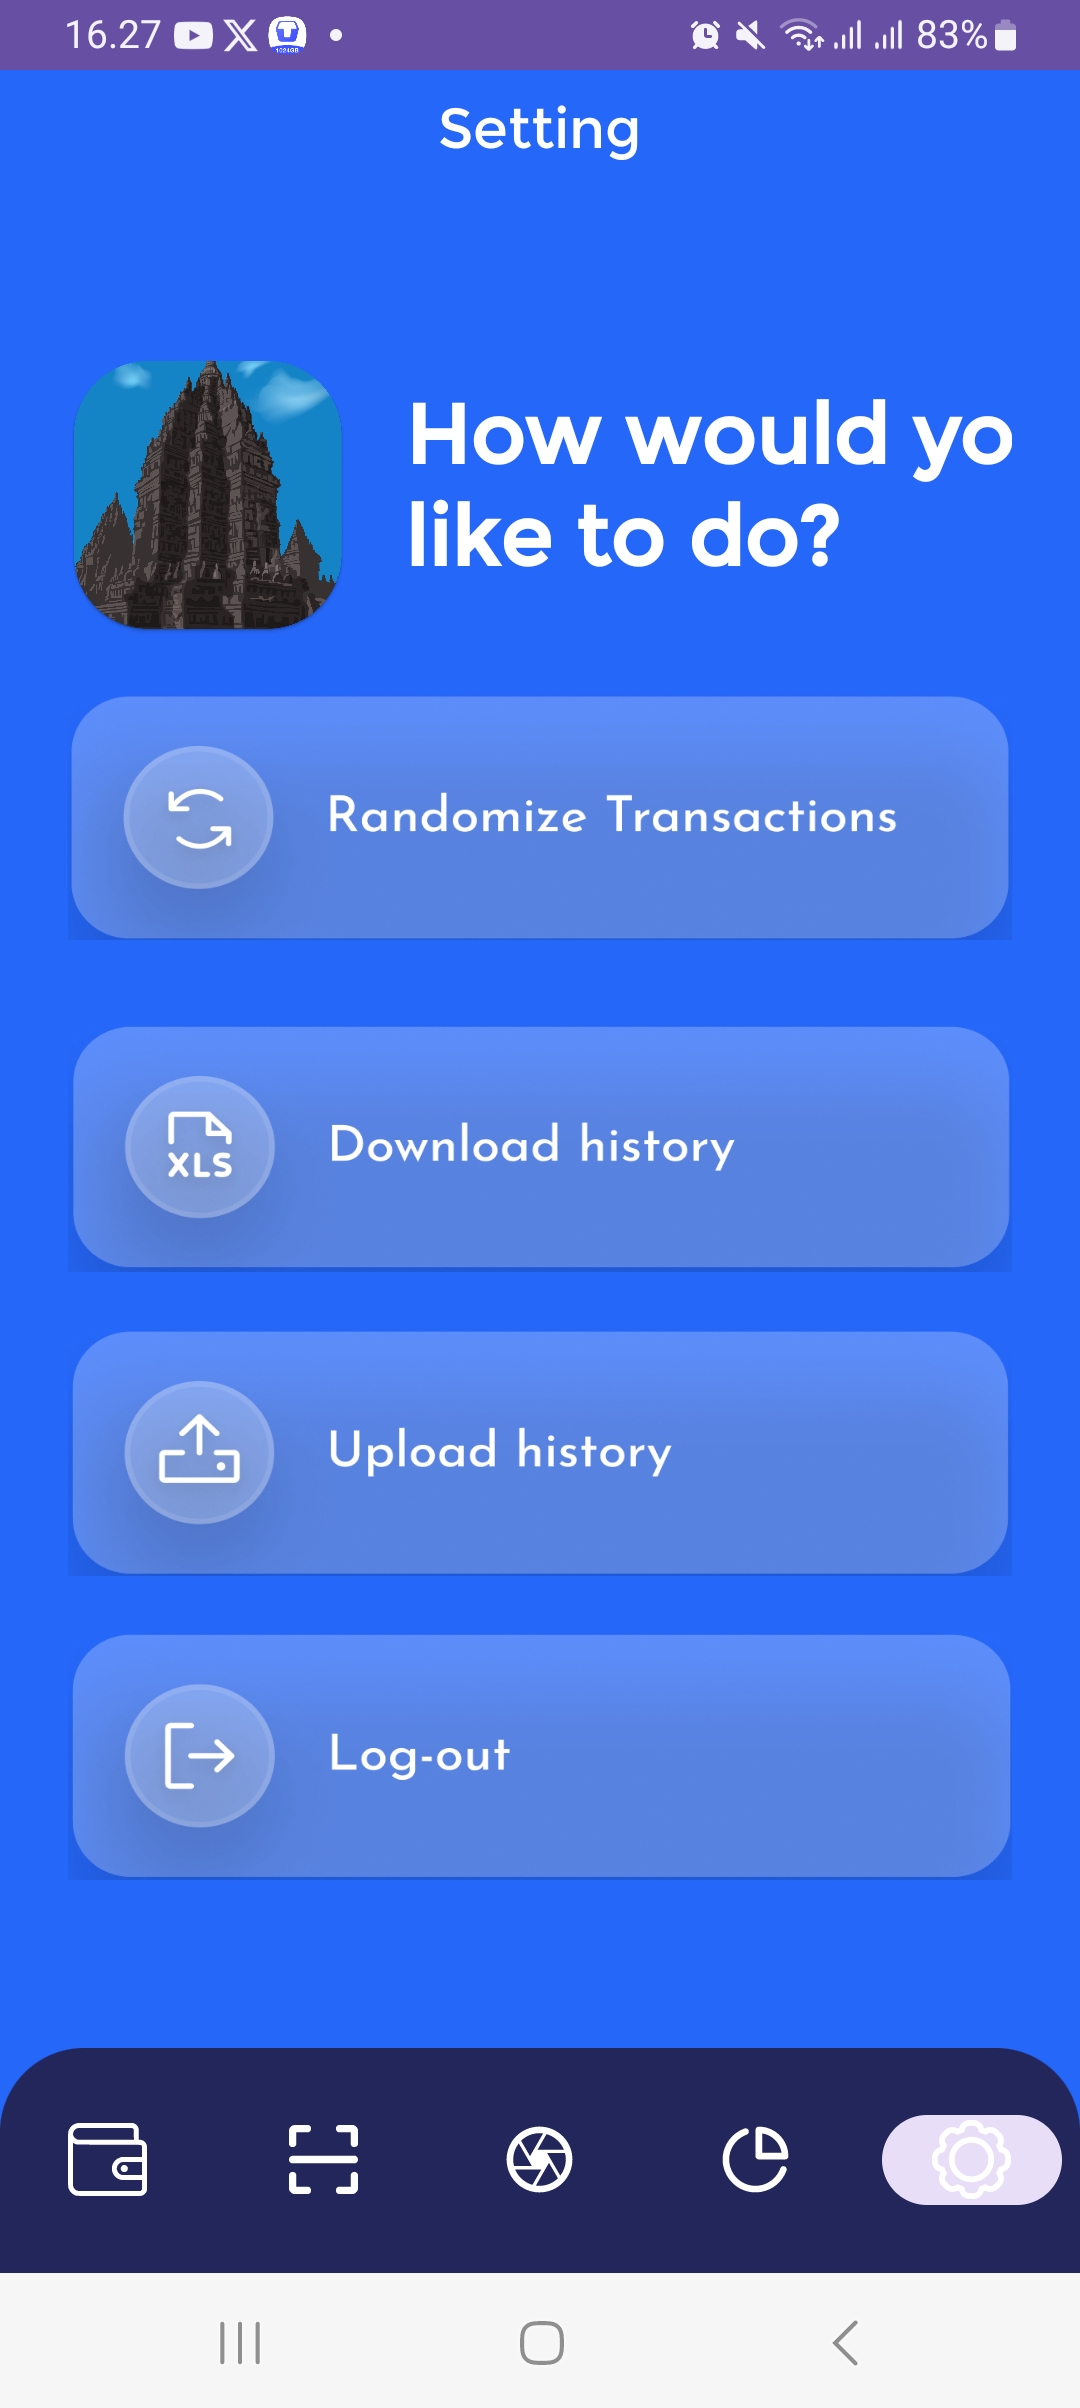 16.27
83%
Setting
How would yo
like to do?
Randomize Transactions
XLS
Download history
Upload history
Log-out